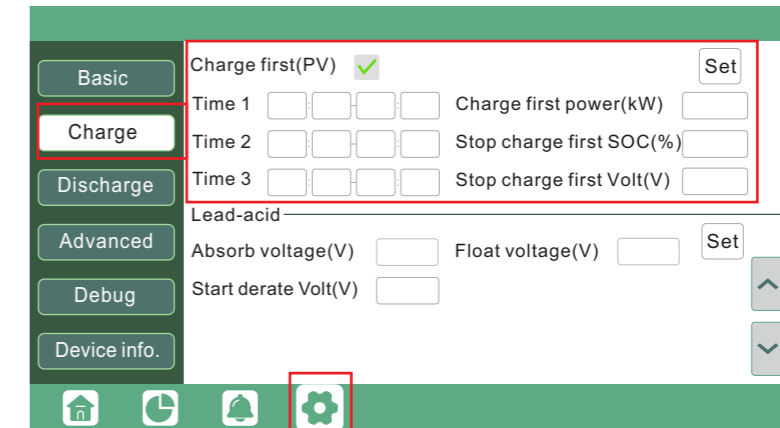 Basic
Charge
Discharge
Advanced
Debug
Device info.
Charge first(PV) Set
Time 1 : - : Charge first power(kW)
Time 2 : - : Stop charge first SOC(%)
Time 3 : - : Stop charge first Volt(V)
Lead-acid
Absorb voltage(V) Float voltage(V) Set
Start derate Volt(V)